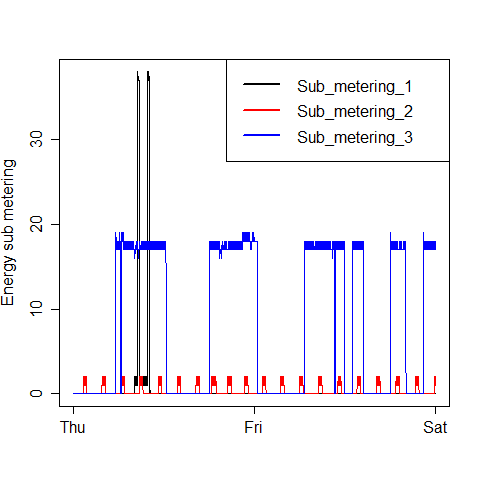 Sub_metering_1
Sub_metering_2
Sub_metering_3
Energy sub metering
30
20
10
0
Thu Fri Sat